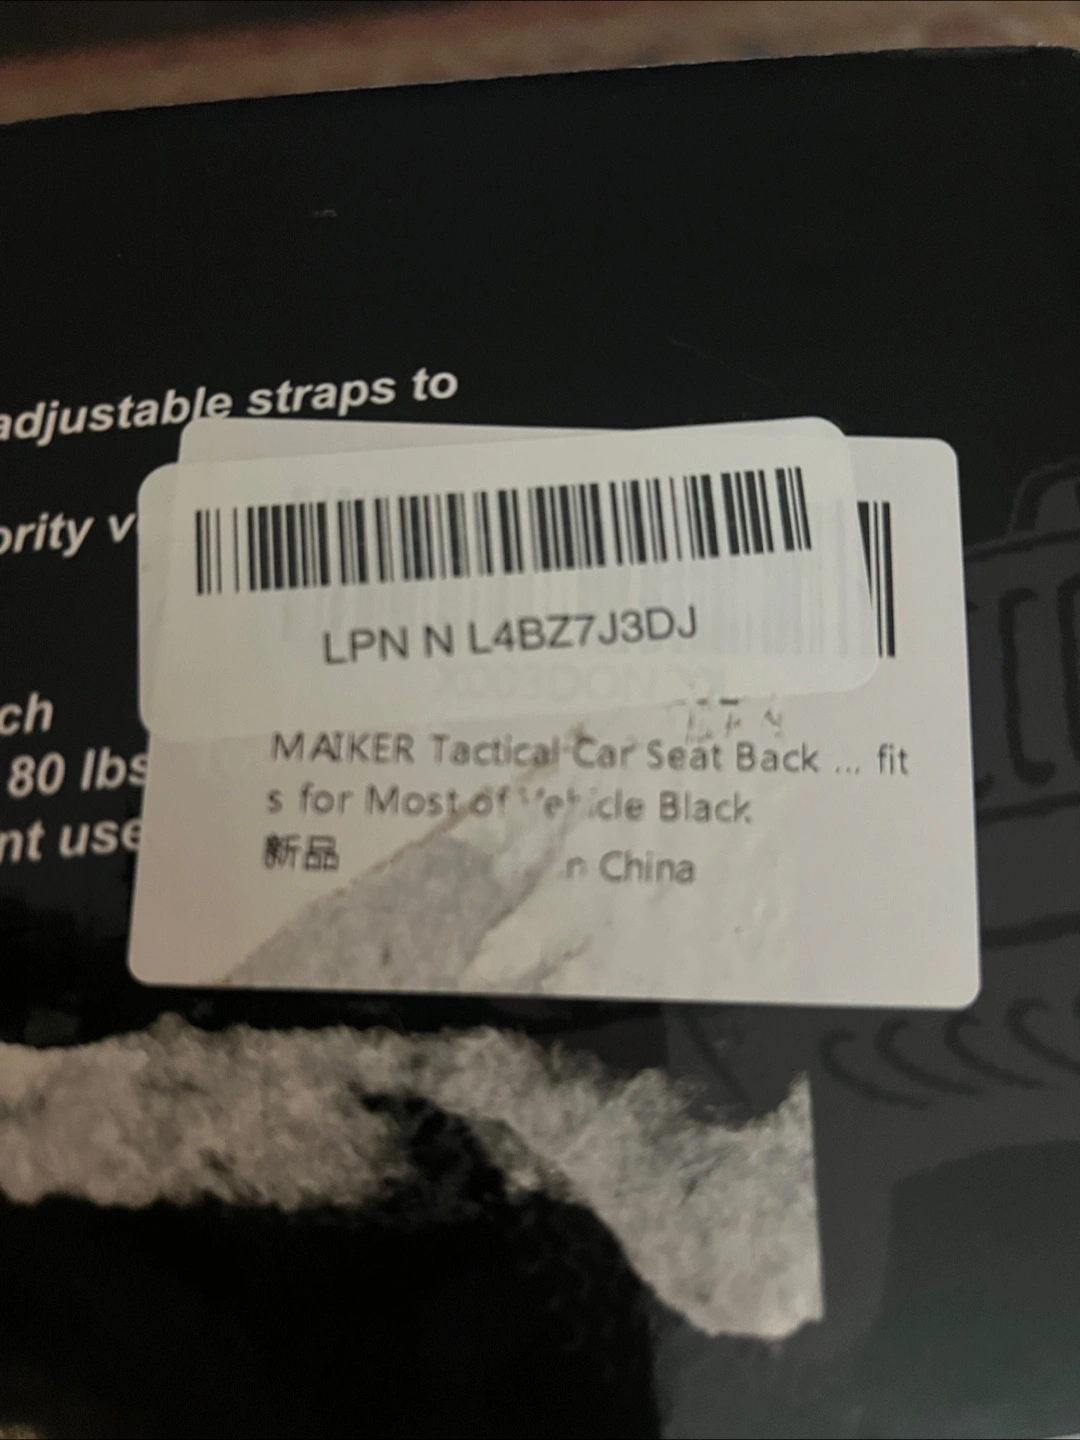 adjustable straps to
ority v
LPN N L4BZ7J3DJ
ch
80 lbs
nt use
MAIKER Tactical Car Seat Back ... fit
s for Most of Vehicle Black
新品 n China